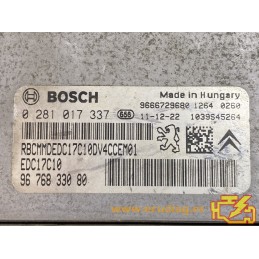 BOSCH
Made in Hungary
9666729680 1264 0260
0 281 017 337 656 11-12-22 1039S45264
RBCMMDEDC17C10DV4CCEM01
EDC17C10
96 768 330 80